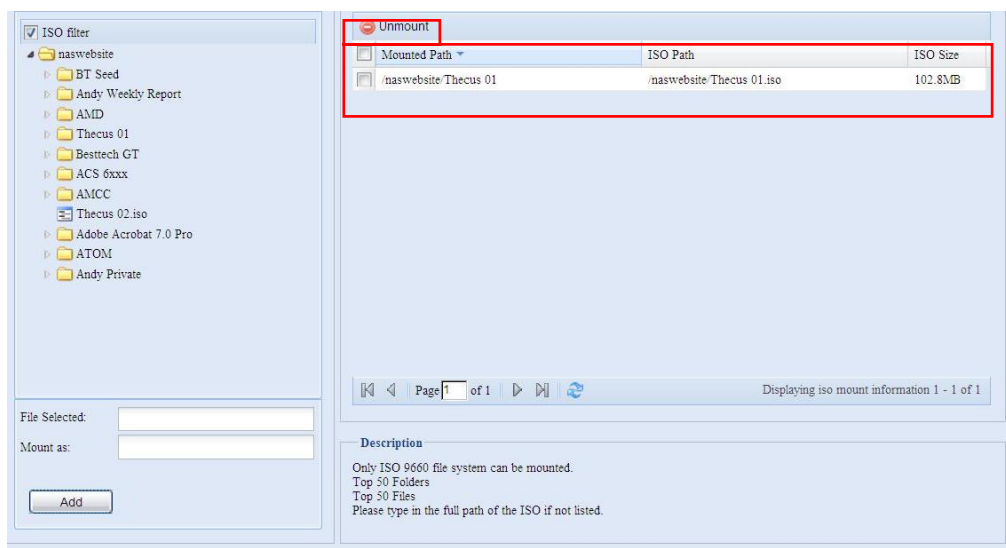 ISO filter
naswebsite
BT Seed
Andy Weekly Report
AMD
Thecus 01
Besttech GT
ACS 6xxx
AMCC
Thecus 02.iso
Adobe Acrobat 7.0 Pro
ATOM
Andy Private
File Selected:
Mount as:
Add
Unmount
Mounted Path ISO Path ISO Size
/naswebsite/Thecus 01 /naswebsite/Thecus 01.iso 102.8MB
Page 1 of 1 Displaying iso mount information 1 - 1 of 1
Description
Only ISO 9660 file system can be mounted.
Top 50 Folders
Top 50 Files
Please type in the full path of the ISO if not listed.